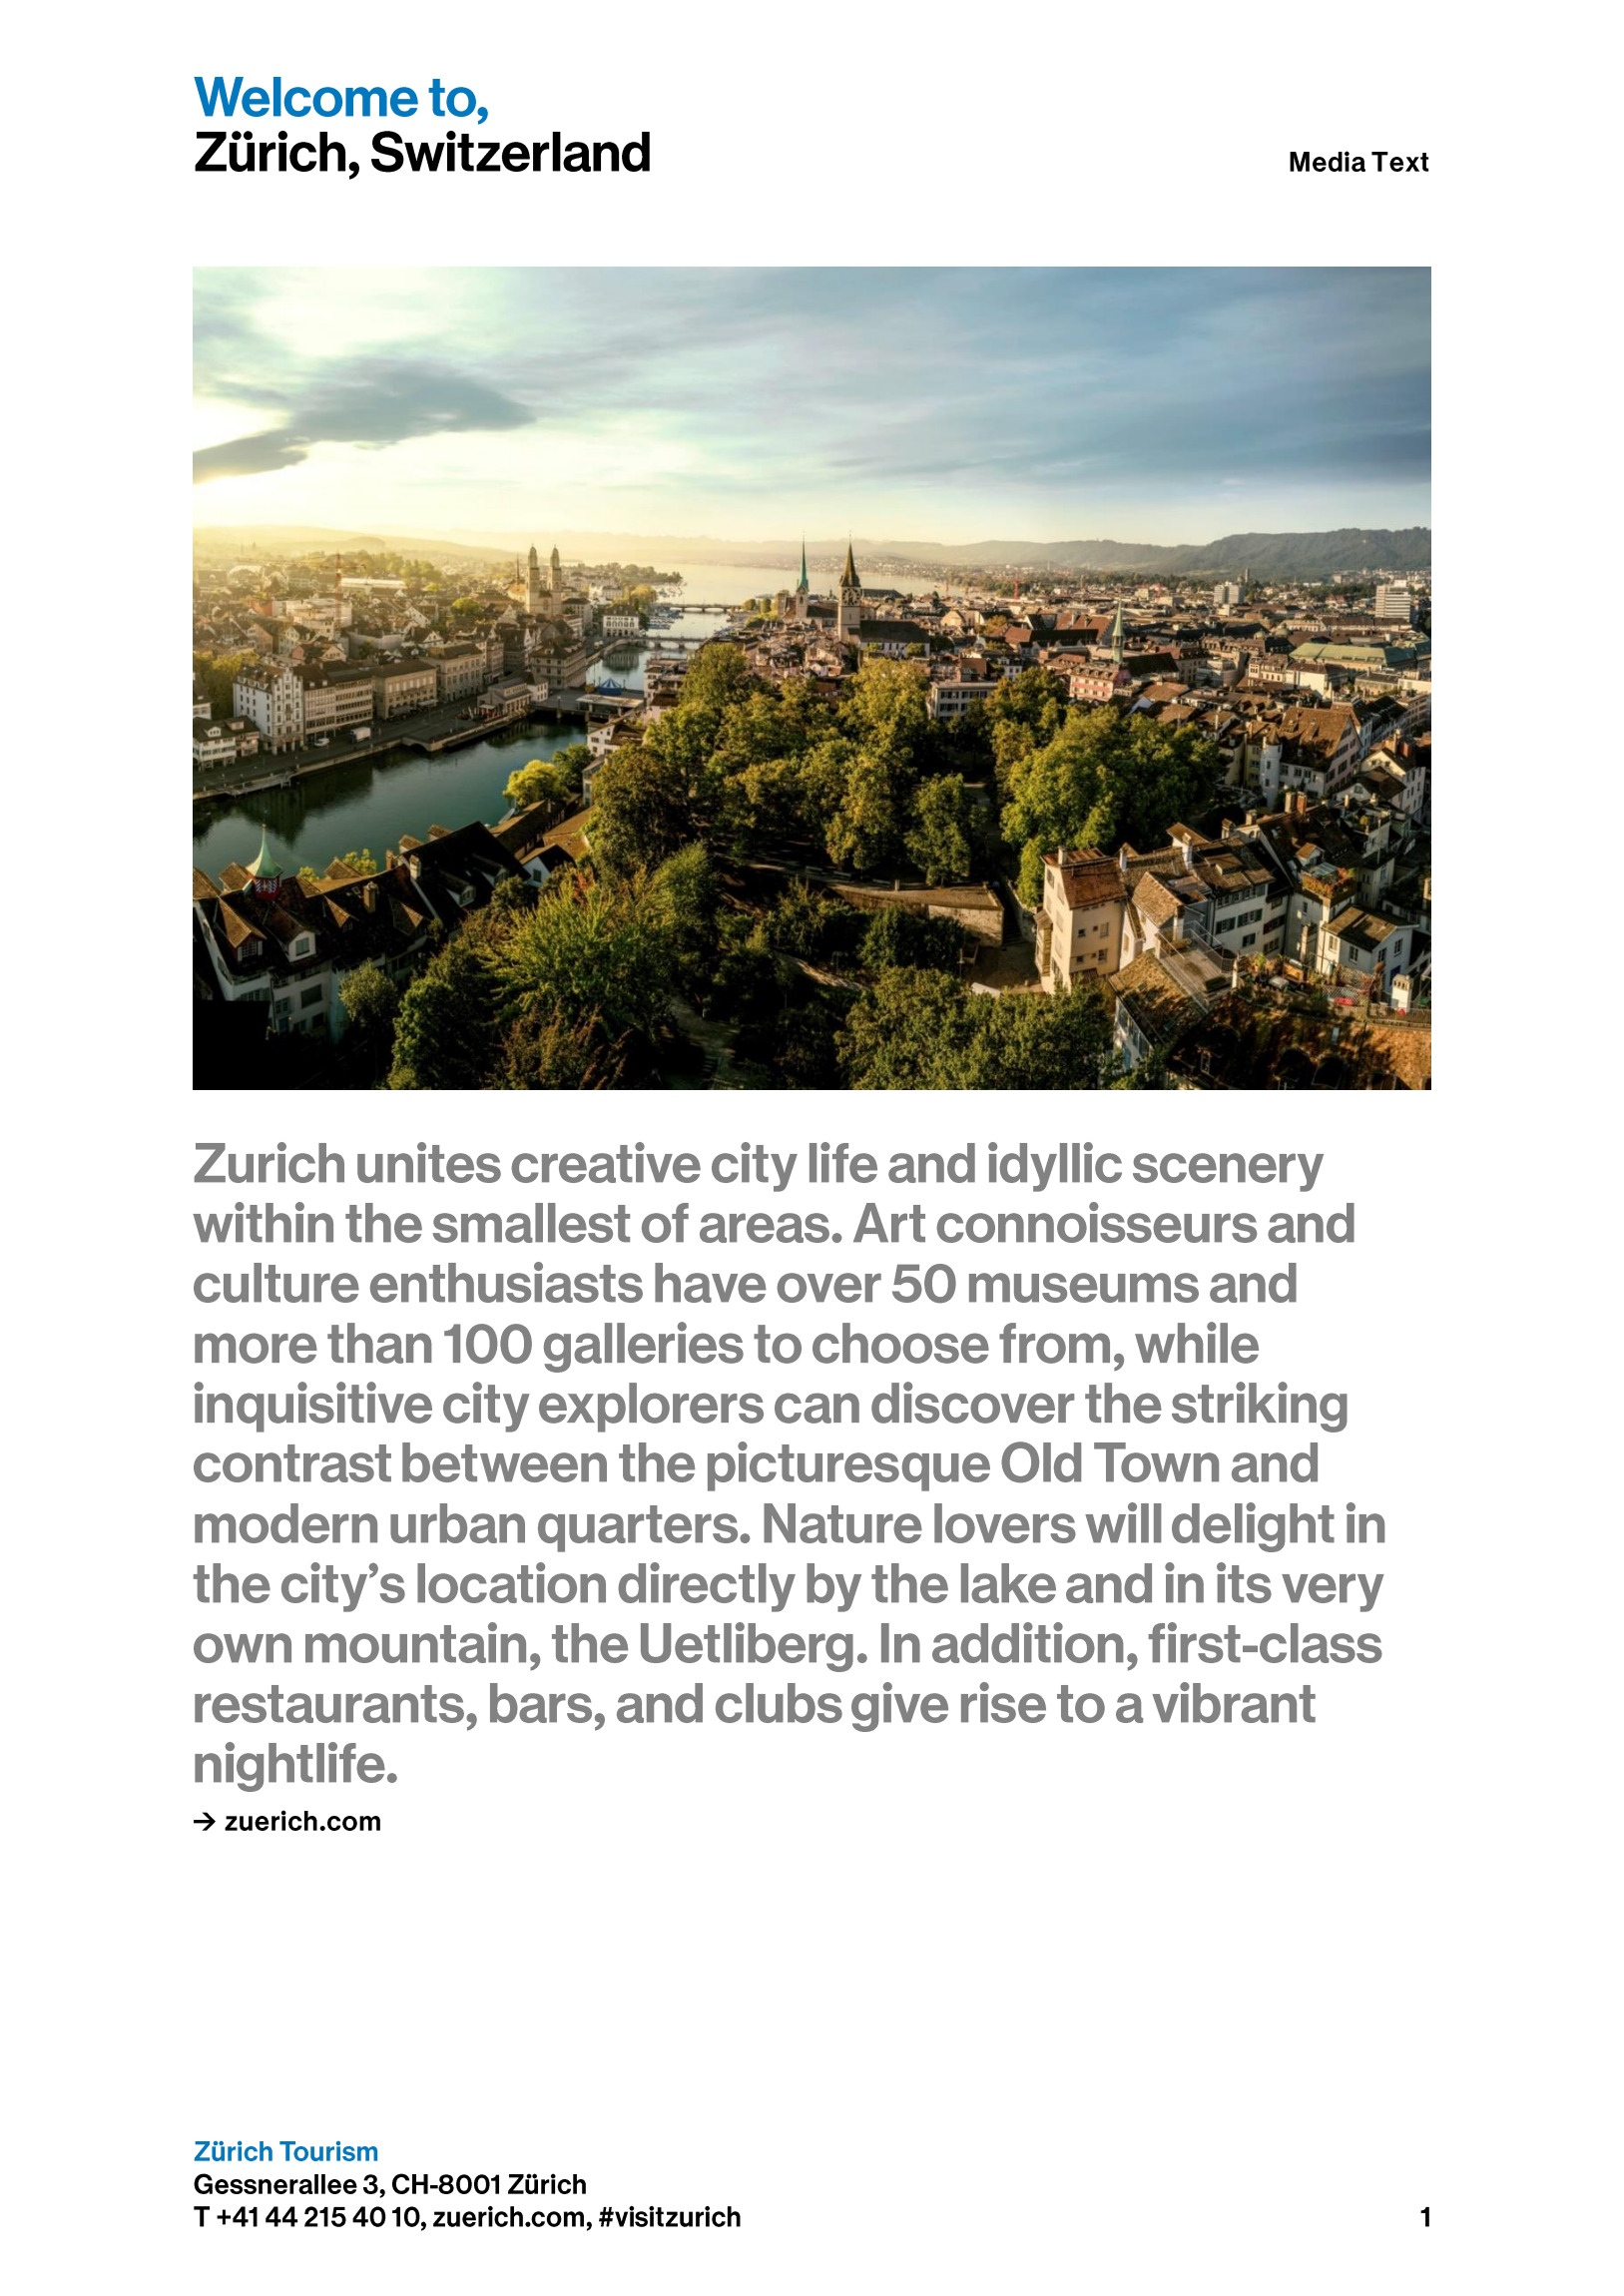 Welcome to,
Zürich, Switzerland
Media Text
Zurich unites creative city life and idyllic scenery
within the smallest of areas. Art connoisseurs and
culture enthusiasts have over 50 museums and
more than 100 galleries to choose from, while
inquisitive city explorers can discover the striking
contrast between the picturesque Old Town and
modern urban quarters. Nature lovers will delight in
the city’s location directly by the lake and in its very
own mountain, the Uetliberg. In addition, first-class
restaurants, bars, and clubs give rise to a vibrant
nightlife.
→ zuerich.com
Zürich Tourism
Gessnerallee 3, CH-8001 Zürich
T +41 44 215 40 10, zuerich.com, #visitzurich
1